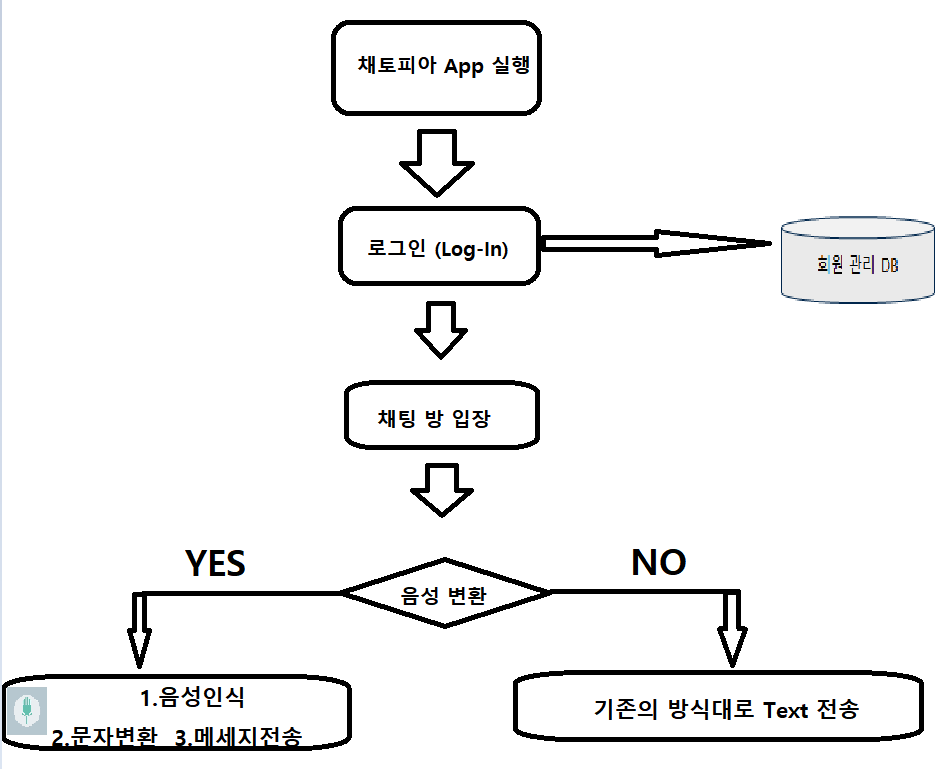 채토피아 App 실행
로그인 (Log-In)
회원 관리 DB
채팅 방 입장
YES
NO
음성 변환
1.음성인식
2.문자변환 3.메세지전송
기존의 방식대로 Text 전송